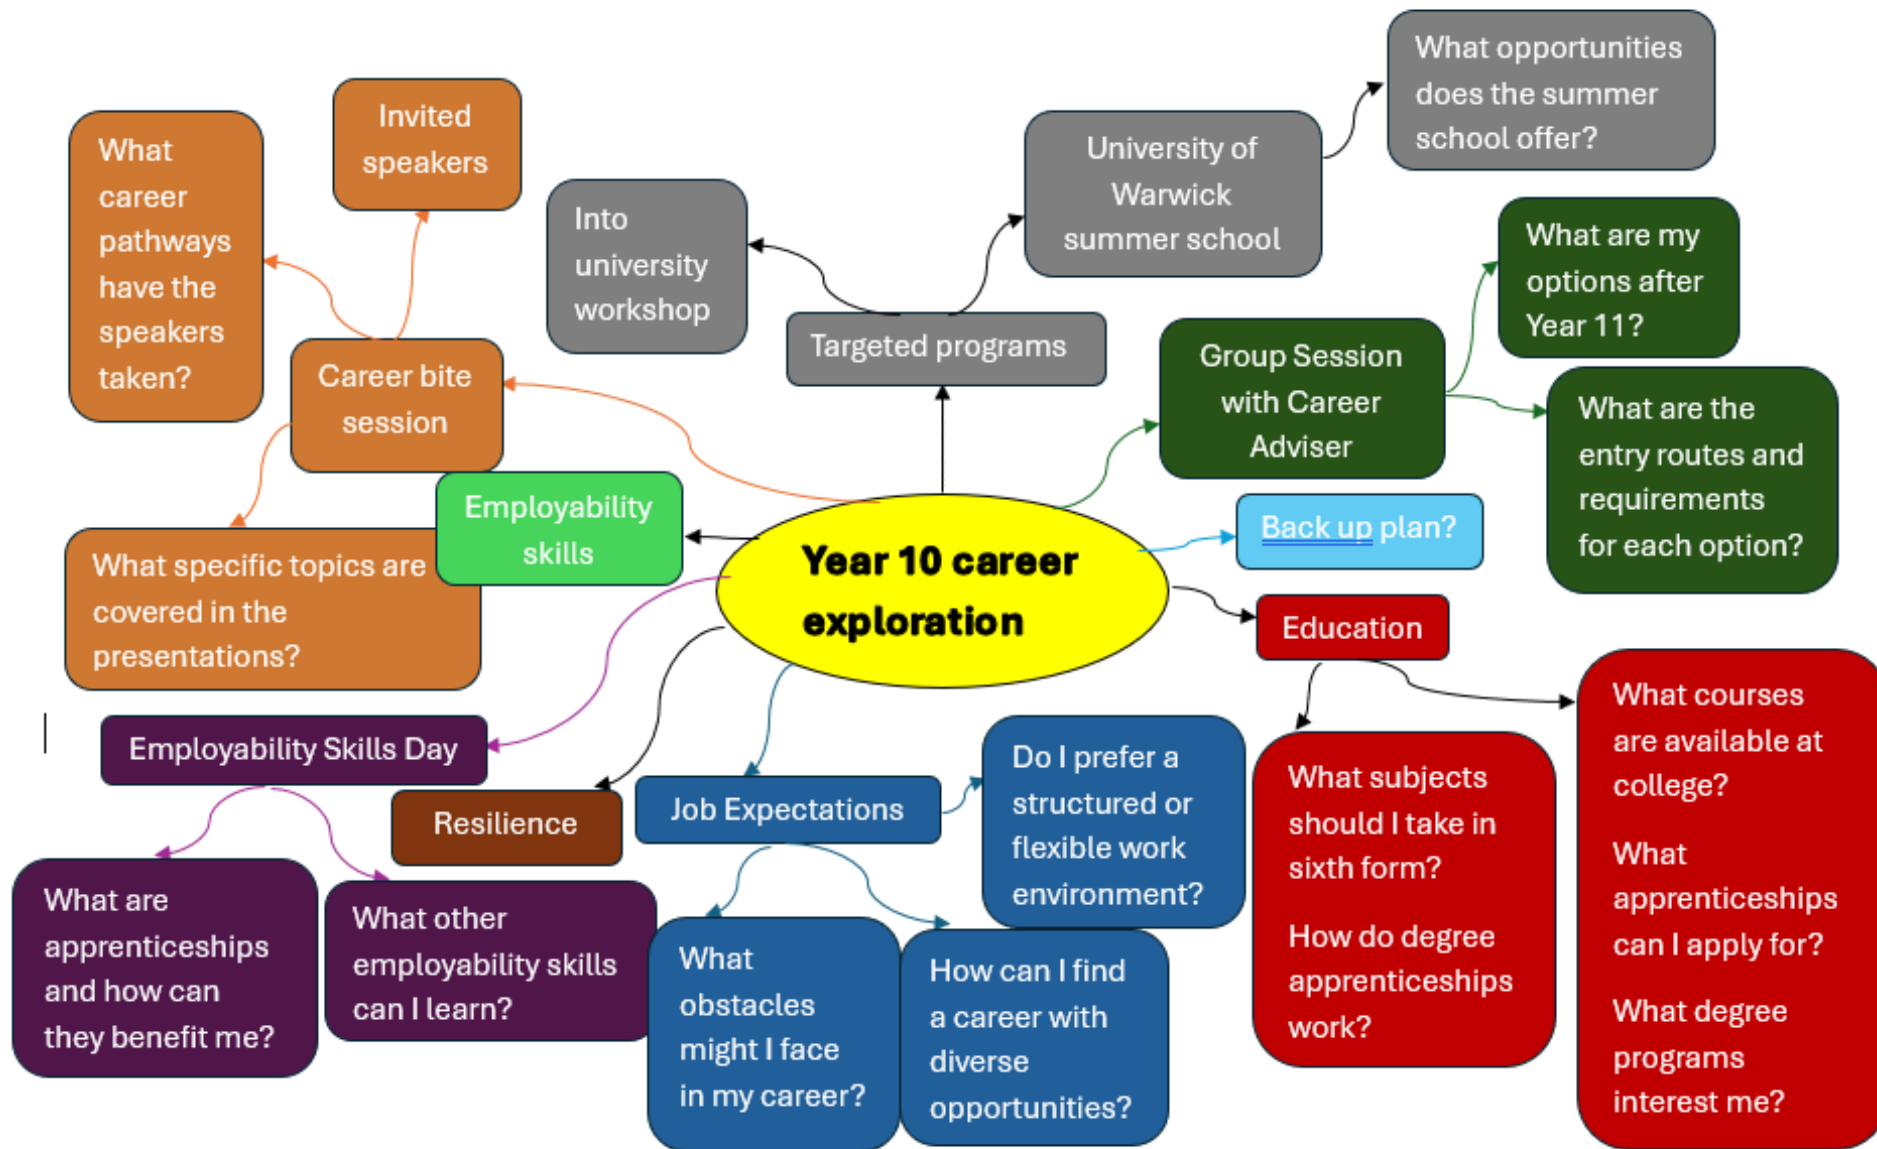 What opportunities
does the summer
school offer?
Invited
speakers
What
career
pathways
have the
speakers
taken?
University of
Warwick
summer school
Into
university
workshop
What are my
options after
Year 11?
Targeted programs
Group Session
with Career
Adviser
Career bite
session
What are the
entry routes and
requirements
for each option?
Employability
skills
Back up plan?
What specific topics are
covered in the
presentations?
Year 10 career
exploration
Education
Employability Skills Day
Resilience
Job Expectations
Do I prefer a
structured or
flexible work
environment?
What subjects
should I take in
sixth form?
How do degree
apprenticeships
work?
What courses
are available at
college?
What
apprenticeships
can I apply for?
What degree
programs
interest me?
What are
apprenticeships
and how can
they benefit me?
What other
employability skills
can I learn?
What
obstacles
might I face
in my career?
How can I find
a career with
diverse
opportunities?